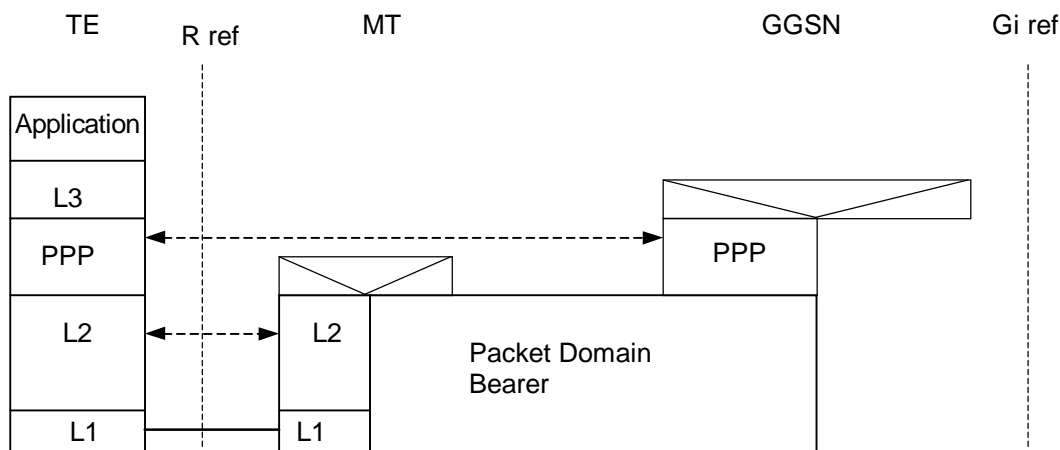 TE
R ref
MT
GGSN
Gi ref
Application
L3
PPP
PPP
L2
L2
Packet Domain
Bearer
L1
L1